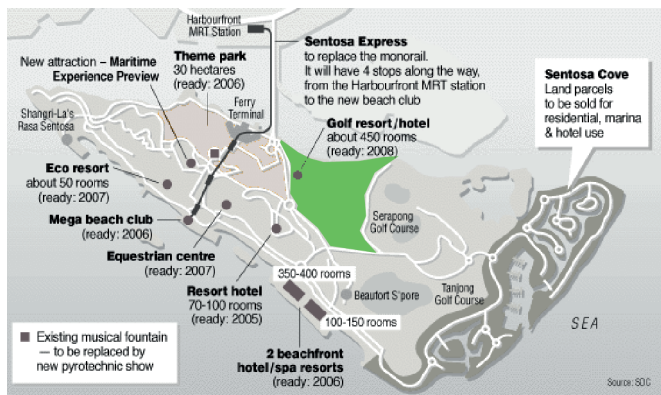 Harbourfront
MRT Station
Sentosa Express
to replace the monorail.
It will have 4 stops along the way,
from the Harbourfront MRT station
to the new beach club
Theme park
30 hectares
(ready: 2006)
New attraction – Maritime
Experience Preview
Ferry
Terminal
Sentosa Cove
Land parcels
to be sold for
residential, marina
& hotel use
Shangri-La's
Rasa Sentosa
Golf resort/hotel
about 450 rooms
(ready: 2008)
Eco resort
about 50 rooms
(ready: 2007)
Mega beach club
(ready: 2006)
Serapong
Golf Course
Equestrian centre
(ready: 2007)
350-400 rooms
Resort hotel
70-100 rooms
(ready: 2005)
Beaufort S'pore
Tanjong
Golf Course
100-150 rooms
SEA
Existing musical fountain
— to be replaced by
new pyrotechnic show
2 beachfront
hotel/spa resorts
(ready: 2006)
Source: SDC